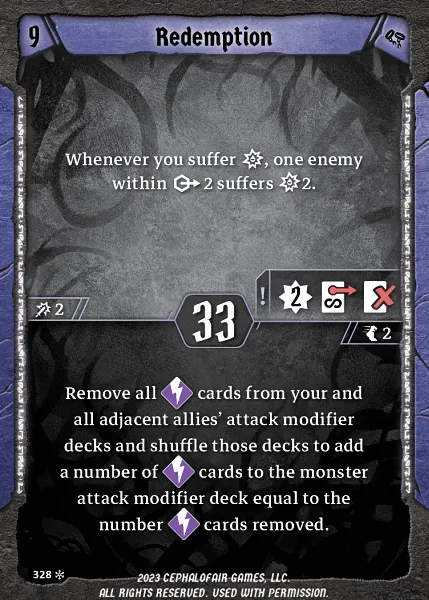 9
Redemption
Whenever you suffer , one enemy
within 2 suffers 2.
2
33
! 2
2
Remove all cards from your and
all adjacent allies' attack modifier
decks and shuffle those decks to add
a number of cards to the monster
attack modifier deck equal to the
number cards removed.
328
2023 CEPHALOFAIR GAMES, LLC.
ALL RIGHTS RESERVED. USED WITH PERMISSION.